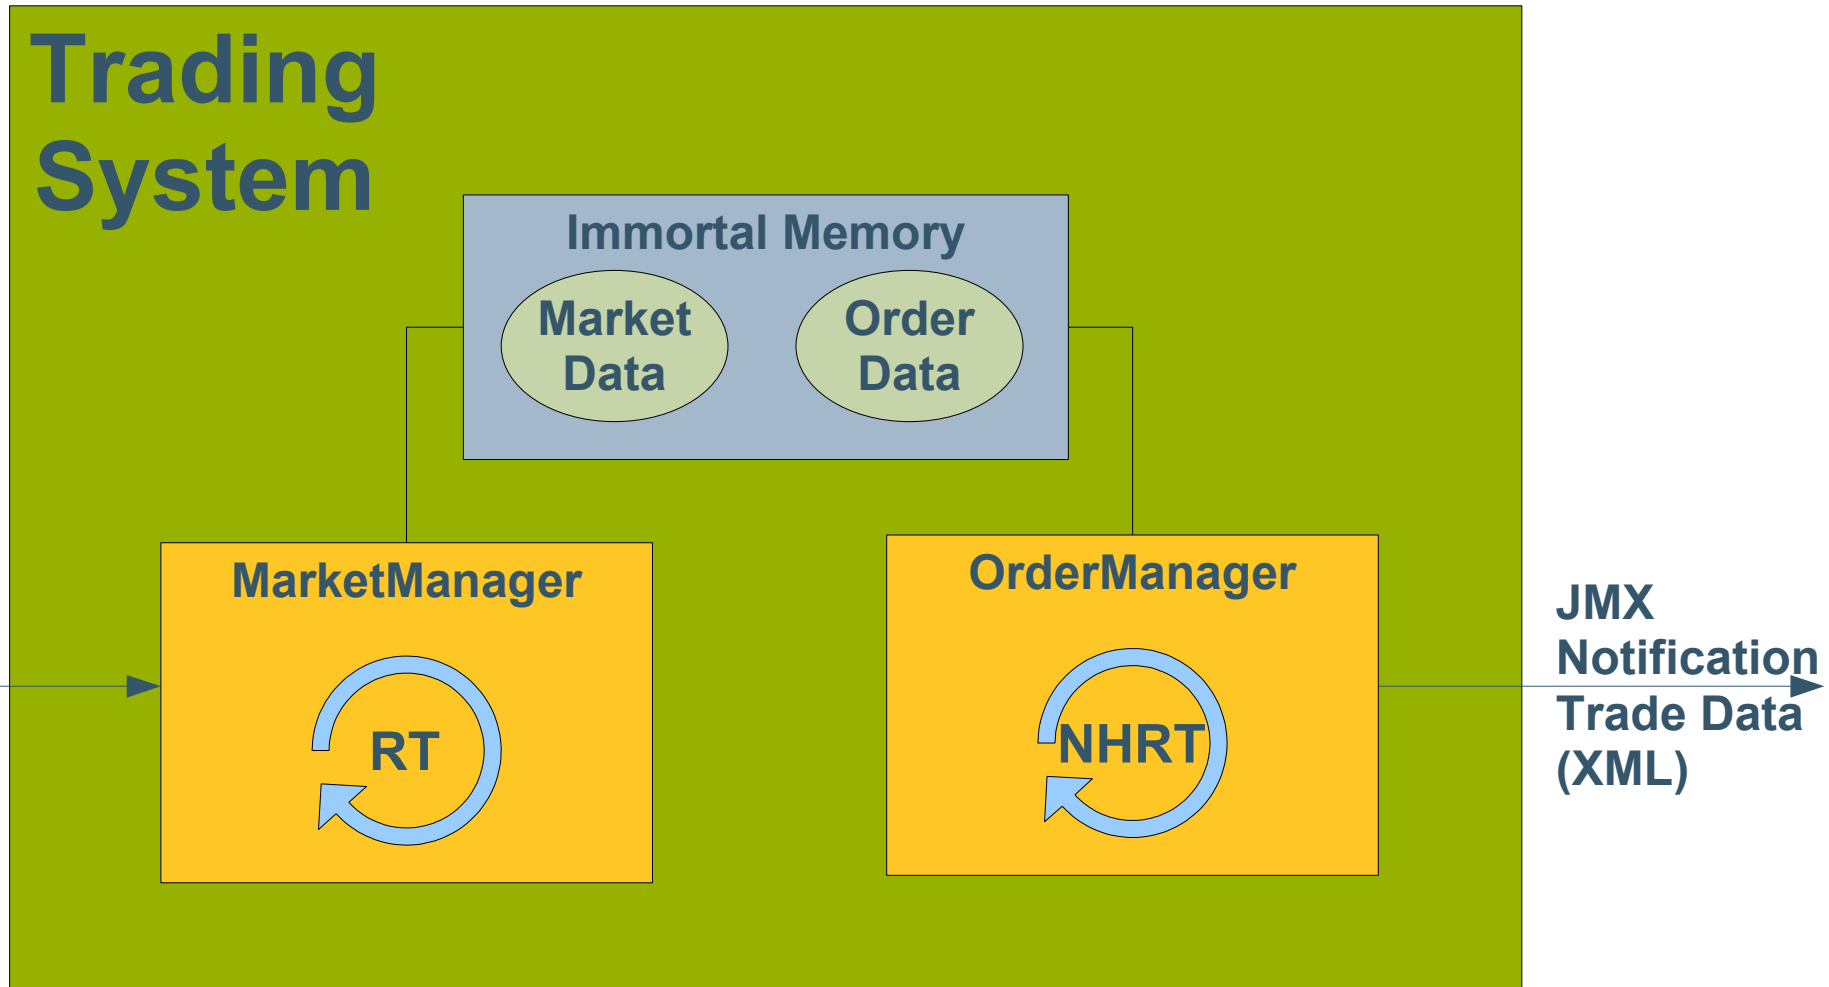 Trading
System
Immortal Memory
Market
Data
Order
Data
MarketManager
RT
OrderManager
NHRT
JMX
Notification
Trade Data
(XML)